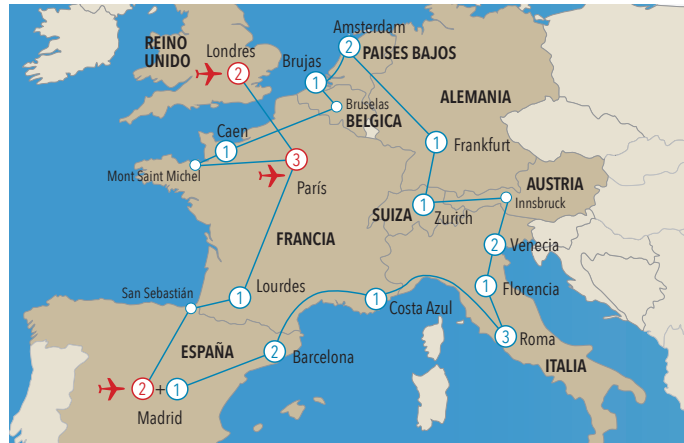 Amsterdam
2
REINO
UNIDO
Londres
2
PAISES BAJOS
Brujas
1
ALEMANIA
Bruselas
BELGICA
Caen
1
1
Frankfurt
Mont Saint Michel
3
París
AUSTRIA
Innsbruck
SUIZA
1
Zurich
FRANCIA
2
Venecia
San Sebastián
1
Lourdes
1
Costa Azul
1
Florencia
3
Roma
ESPAÑA
2
Barcelona
ITALIA
2+1
Madrid